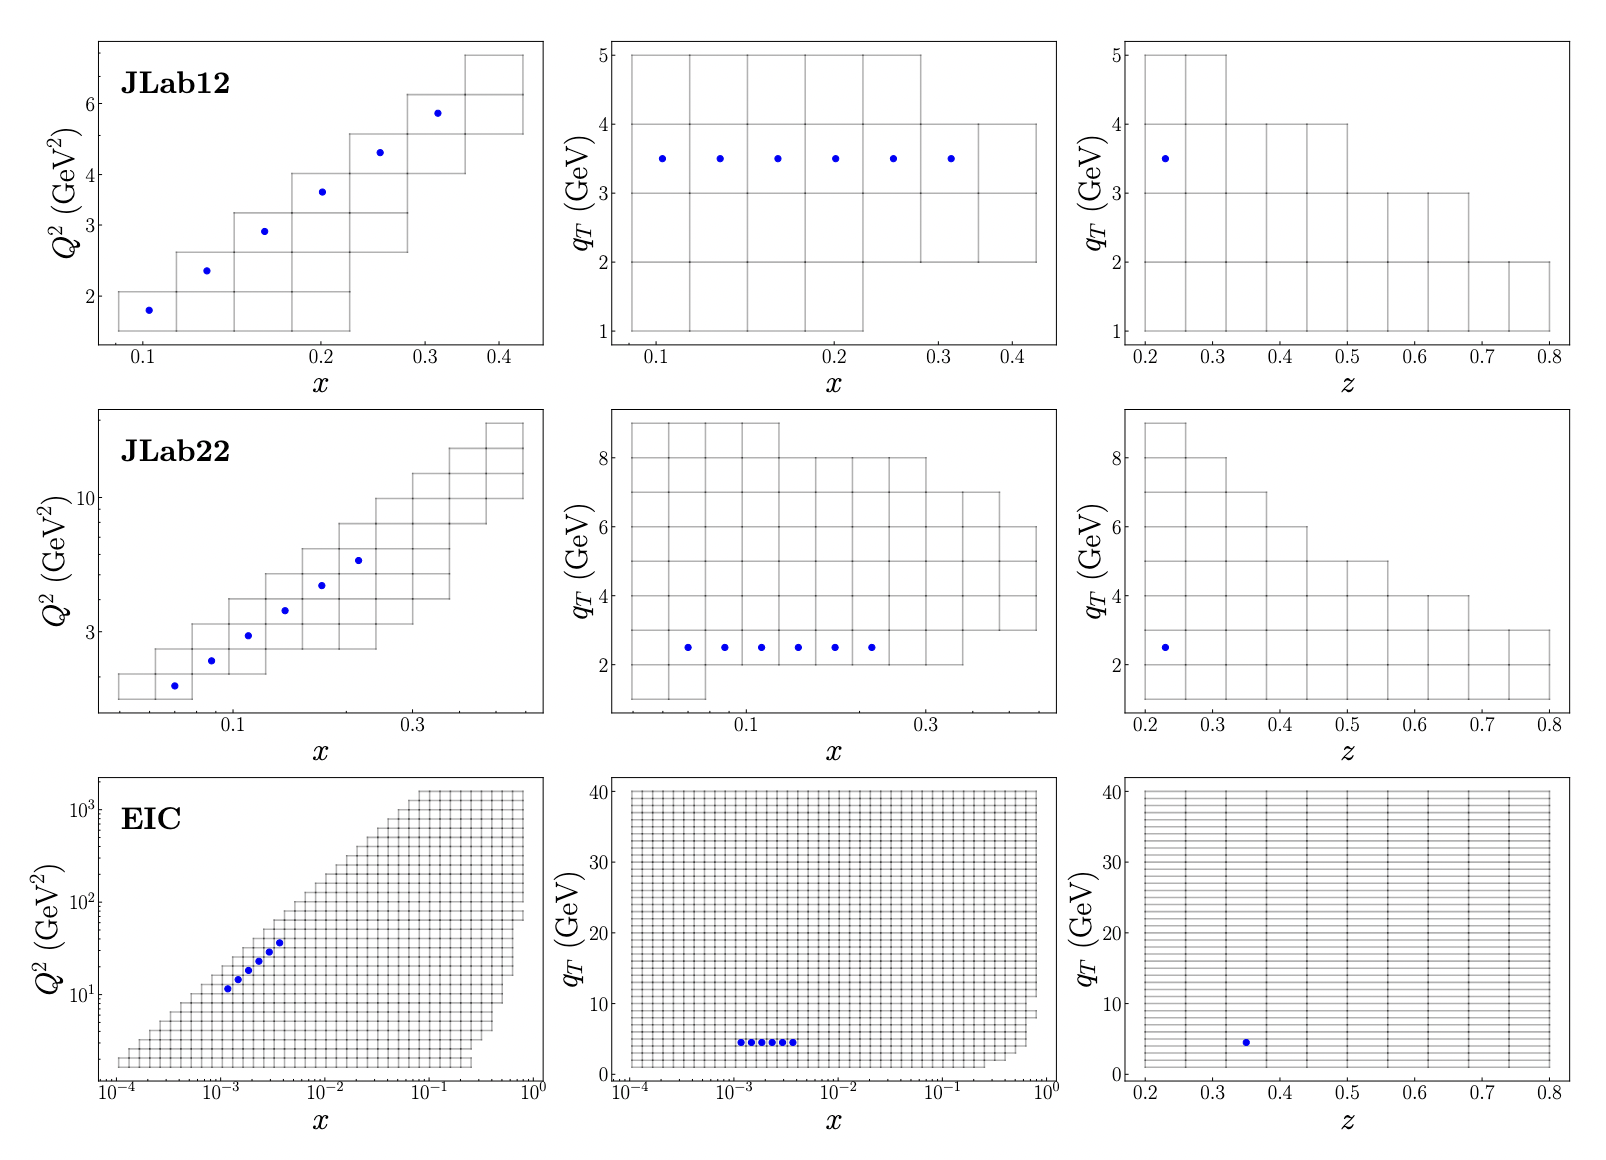 JLab12
Q² (GeV²)
6
4
3
2
0.1 0.2 0.3 0.4
x
q_T (GeV)
5
4
3
2
1
0.1 0.2 0.3 0.4
x
q_T (GeV)
5
4
3
2
1
0.2 0.3 0.4 0.5 0.6 0.7 0.8
z
JLab22
Q² (GeV²)
10
3
0.1 0.3
x
q_T (GeV)
8
6
4
2
0.1 0.3
x
q_T (GeV)
8
6
4
2
0.2 0.3 0.4 0.5 0.6 0.7 0.8
z
EIC
Q² (GeV²)
10³
10²
10¹
10⁻⁴ 10⁻³ 10⁻² 10⁻¹ 10⁰
x
q_T (GeV)
40
30
20
10
0
10⁻⁴ 10⁻³ 10⁻² 10⁻¹ 10⁰
x
q_T (GeV)
40
30
20
10
0
0.2 0.3 0.4 0.5 0.6 0.7 0.8
z